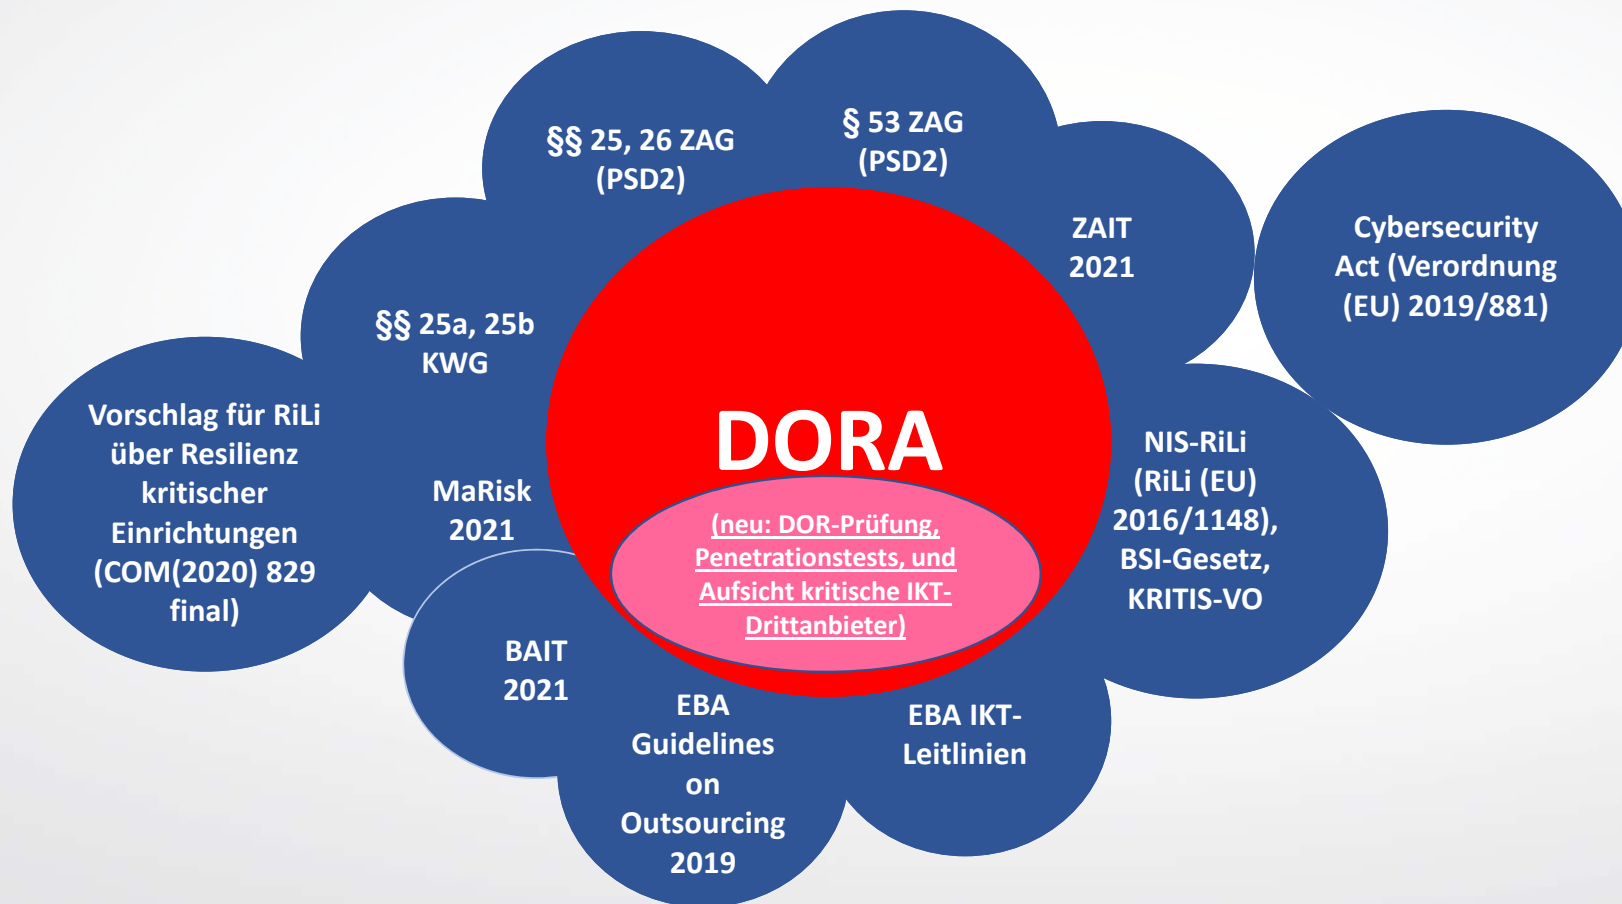 §§ 25, 26 ZAG
(PSD2)
§ 53 ZAG
(PSD2)
ZAIT
2021
Cybersecurity
Act (Verordnung
(EU) 2019/881)
§§ 25a, 25b
KWG
Vorschlag für RiLi
über Resilienz
kritischer
Einrichtungen
(COM(2020) 829
final)
MaRisk
2021
DORA
(neu: DOR-Prüfung,
Penetrationstests, und
Aufsicht kritische IKT-
Drittanbieter)
NIS-RiLi
(RiLi (EU)
2016/1148),
BSI-Gesetz,
KRITIS-VO
BAIT
2021
EBA
Guidelines
on
Outsourcing
2019
EBA IKT-
Leitlinien